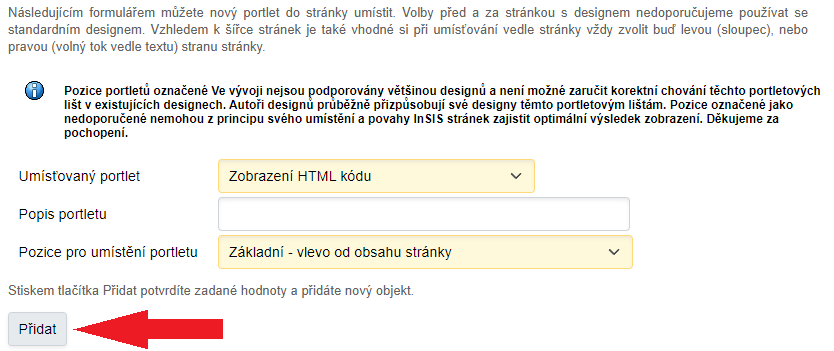 Následujícím formulářem můžete nový portlet do stránky umístit. Volby před a za stránkou s designem nedoporučujeme používat se
standardním designem. Vzhledem k šířce stránek je také vhodné si při umísťování vedle stránky vždy zvolit buď levou (sloupec), nebo
pravou (volný tok vedle textu) stranu stránky.
Pozice portletů označené Ve vývoji nejsou podporovány většinou designů a není možné zaručit korektní chování těchto portletových
lišt v existujících designech. Autoři designů průběžně přizpůsobují své designy těmto portletovým lištám. Pozice označené jako
nedoporučené nemohou z principu svého umístění a povahy InSIS stránek zajistit optimální výsledek zobrazení. Děkujeme za
pochopení.
Umísťovaný portlet Zobrazení HTML kódu
Popis portletu
Pozice pro umístění portletu Základní - vlevo od obsahu stránky
Stiskem tlačítka Přidat potvrdíte zadané hodnoty a přidáte nový objekt.
Přidat